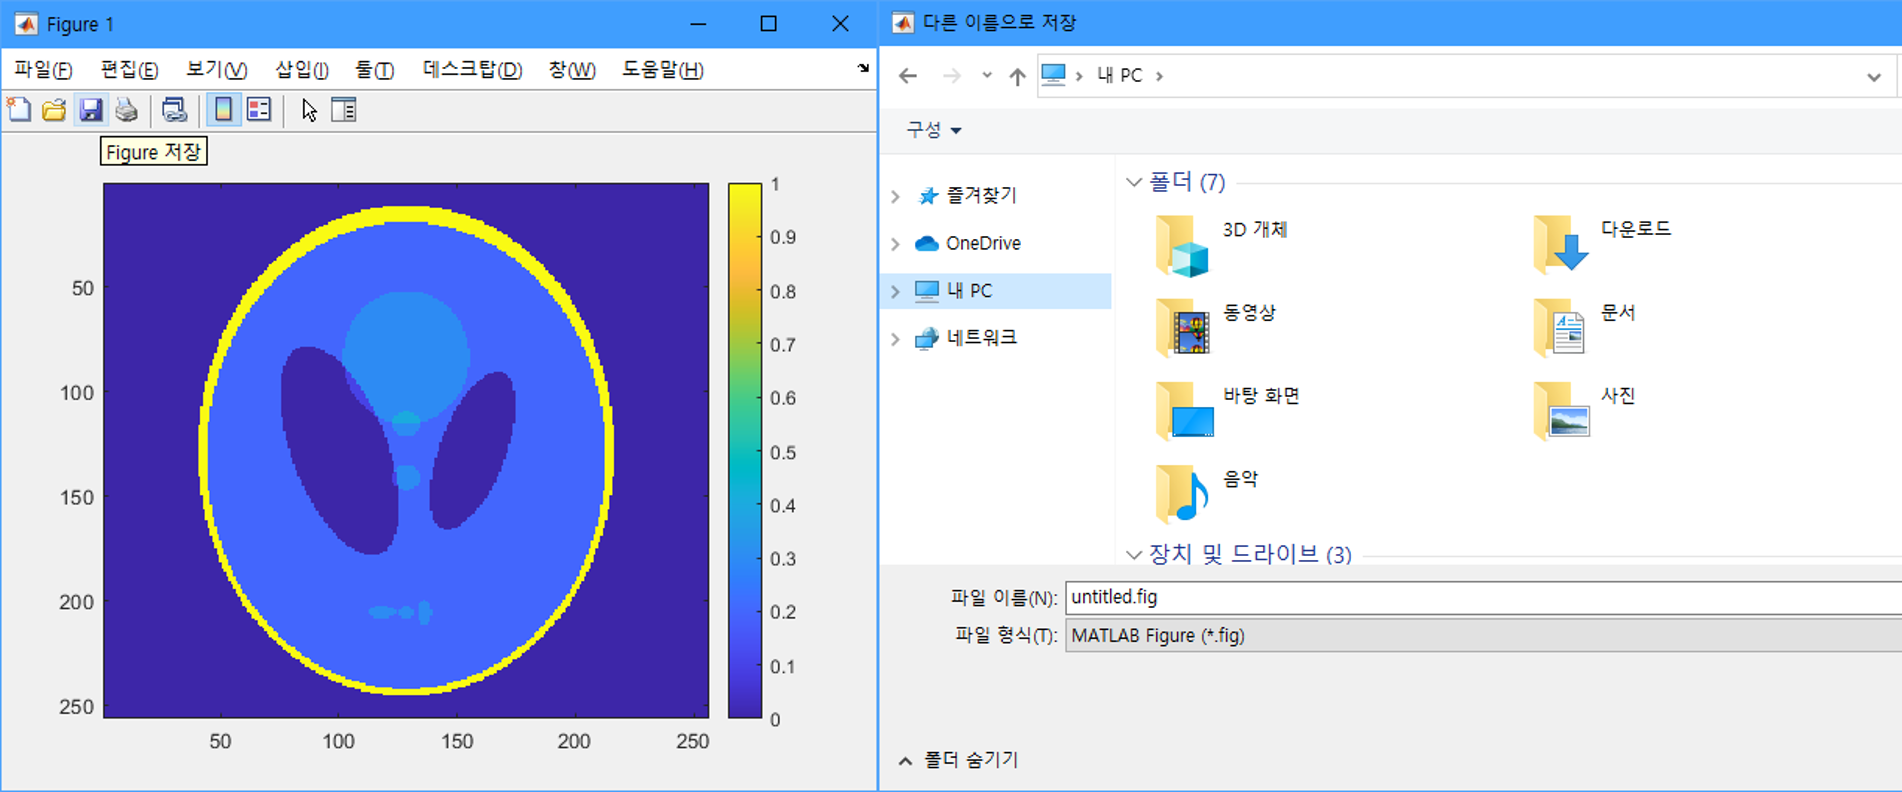 Figure 1
파일(F) 편집(E) 보기(V) 삽입(I) 툴(T) 데스크탑(D) 창(W) 도움말(H)
Figure 저장
50
100
150
200
250
50 100 150 200 250
1
0.9
0.8
0.7
0.6
0.5
0.4
0.3
0.2
0.1
0
다른 이름으로 저장
내 PC
구성
즐겨찾기
OneDrive
내 PC
네트워크
폴더 (7)
3D 개체
다운로드
동영상
문서
바탕 화면
사진
음악
장치 및 드라이브 (3)
파일 이름(N): untitled.fig
파일 형식(T): MATLAB Figure (*.fig)
폴더 숨기기